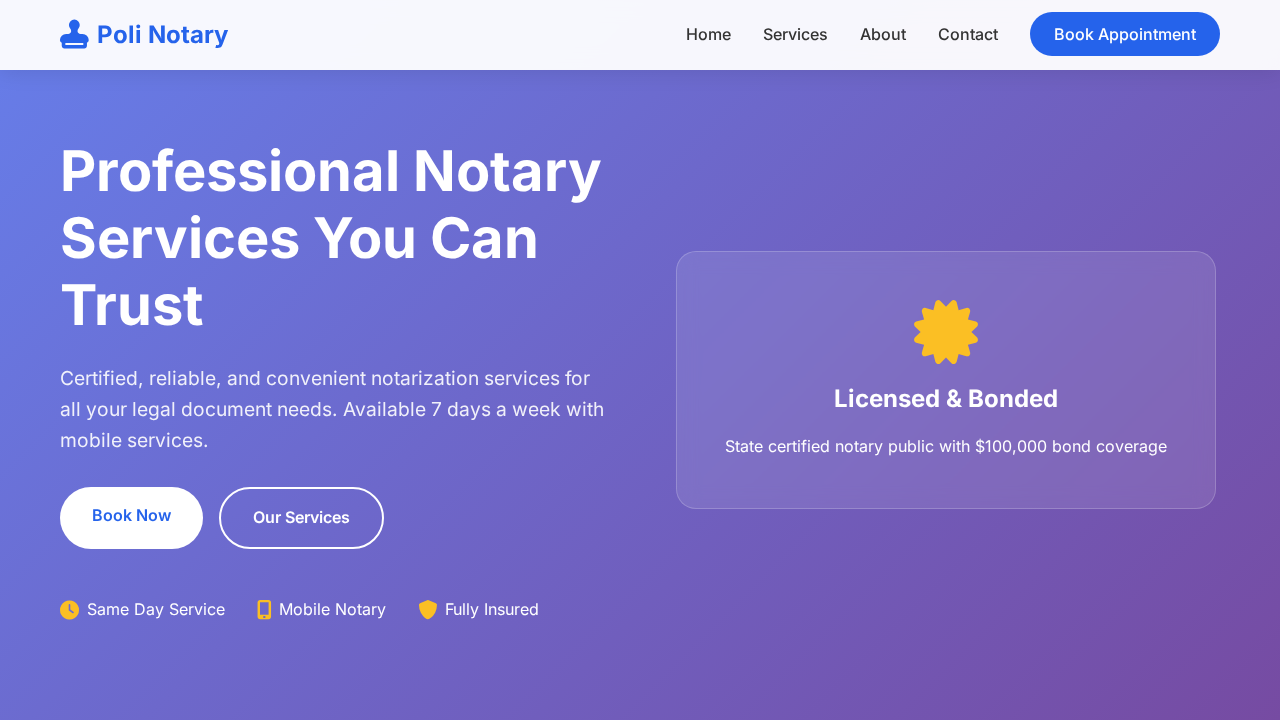 Poli Notary
Home
Services
About
Contact
Book Appointment
Professional Notary
Services You Can
Trust
Certified, reliable, and convenient notarization services for
all your legal document needs. Available 7 days a week with
mobile services.
Book Now
Our Services
Same Day Service
Mobile Notary
Fully Insured
Licensed & Bonded
State certified notary public with $100,000 bond coverage